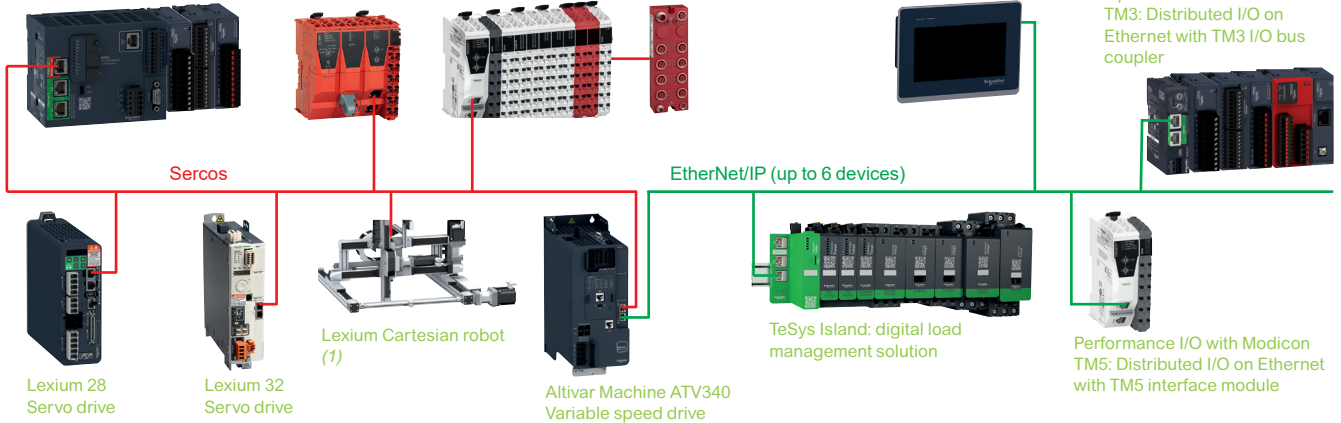 TM3: Distributed I/O on
Ethernet with TM3 I/O bus
coupler
Schneider
Sercos
EtherNet/IP (up to 6 devices)
Lexium 28
Servo drive
Lexium 32
Servo drive
Lexium Cartesian robot
(1)
Altivar Machine ATV340
Variable speed drive
TeSys Island: digital load
management solution
Performance I/O with Modicon
TM5: Distributed I/O on Ethernet
with TM5 interface module